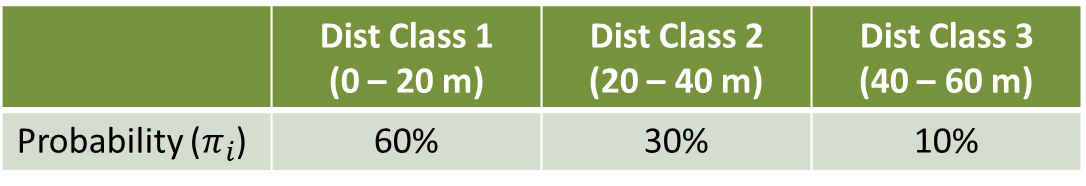 Dist Class 1 Dist Class 2 Dist Class 3
(0 – 20 m) (20 – 40 m) (40 – 60 m)
Probability (𝜋𝑖) 60% 30% 10%